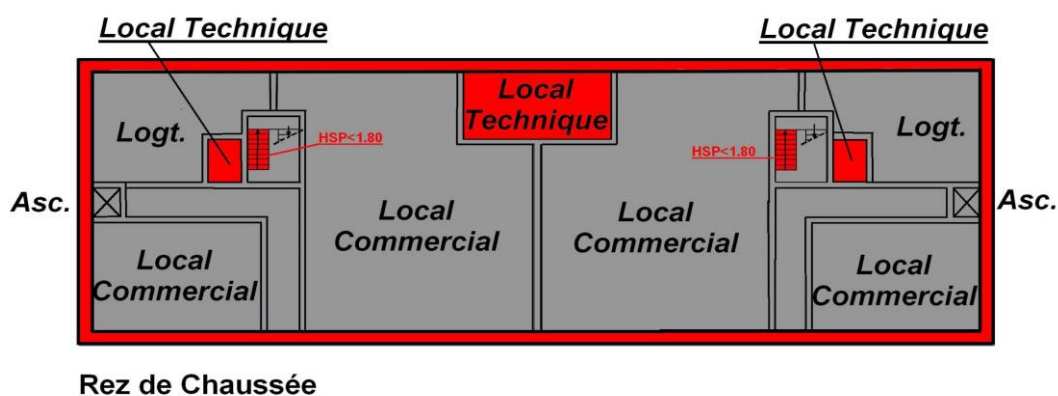 Local Technique
Local Technique
Local
Technique
Logt.
HSP<1.80
HSP<1.80
Logt.
Asc.
Asc.
Local
Commercial
Local
Commercial
Local
Commercial
Local
Commercial
Rez de Chaussée